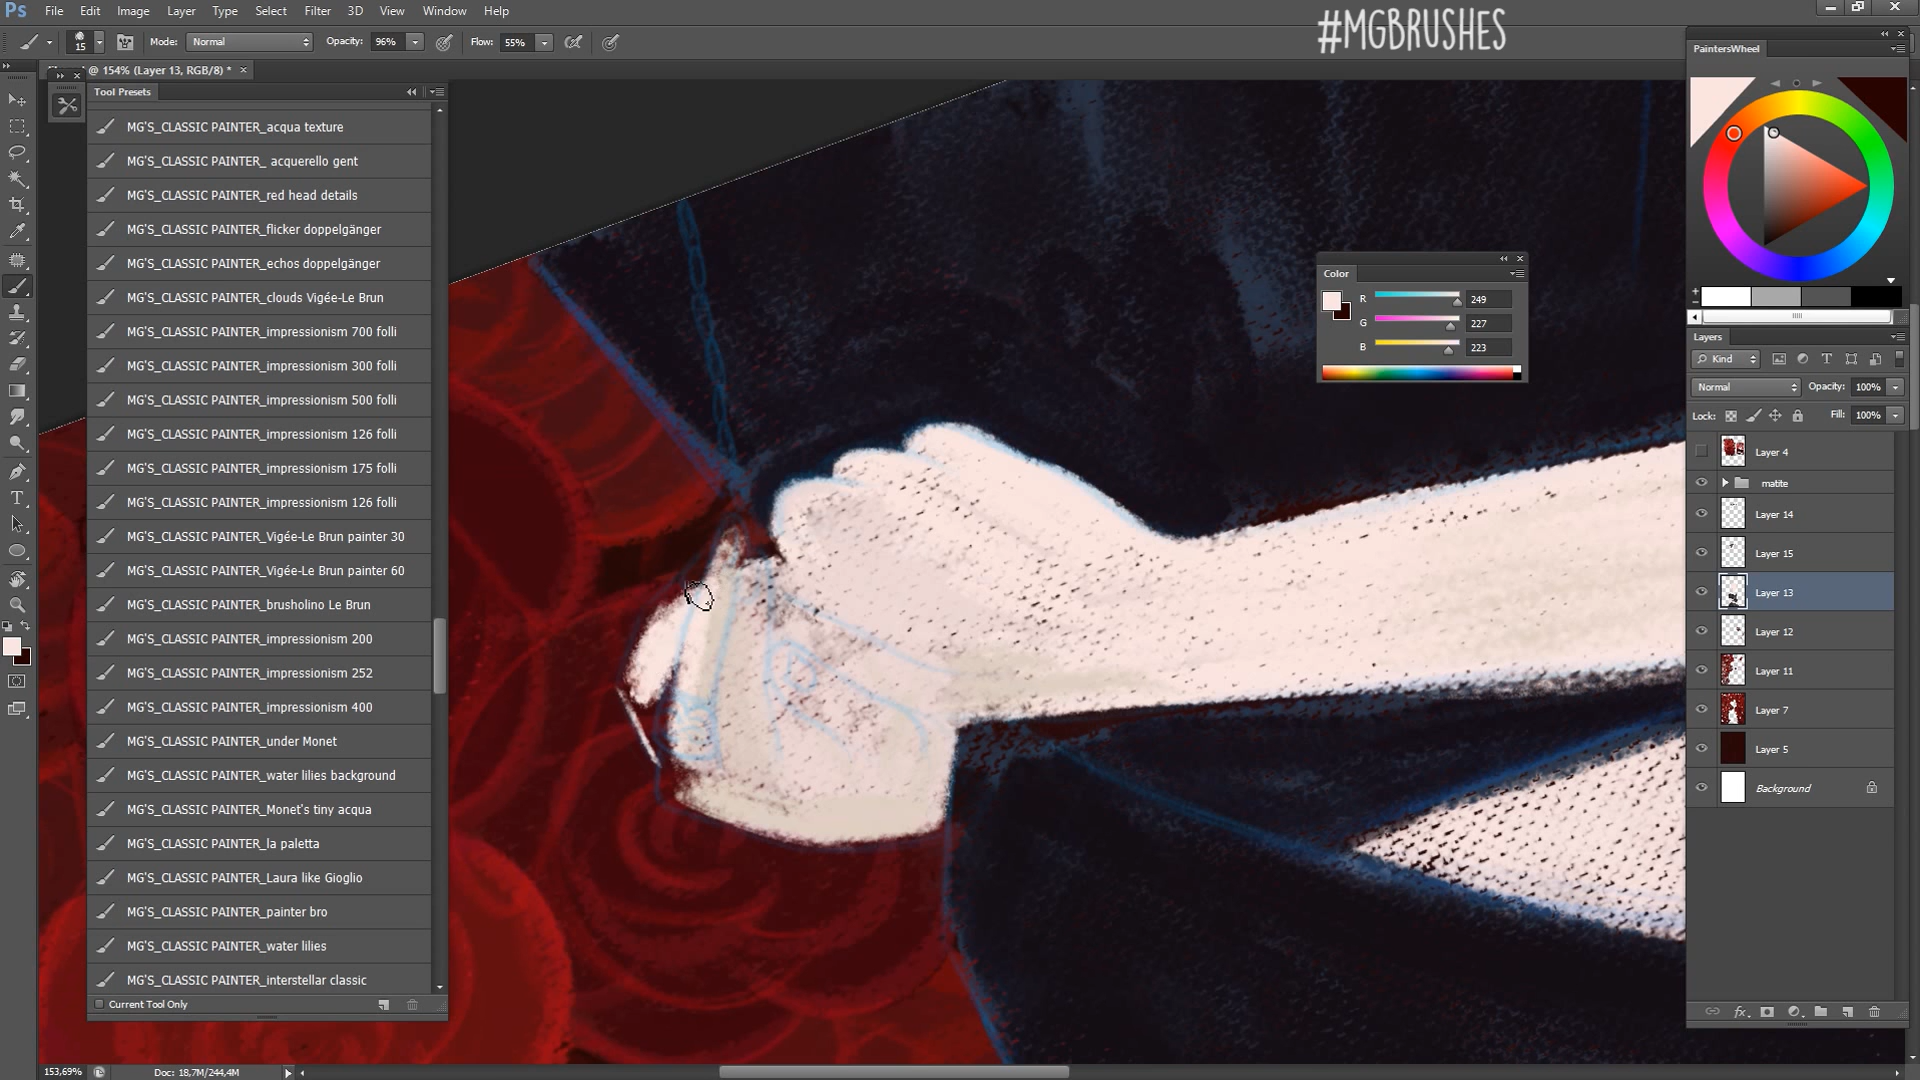 Ps File Edit Image Layer Type Select Filter 3D View Window Help
15 Mode: Normal Opacity: 96% Flow: 55%
#MGBRUSHES
@ 154% (Layer 13, RGB/8) *
Tool Presets
MG'S_CLASSIC PAINTER_acqua texture
MG'S_CLASSIC PAINTER_ acquerello gent
MG'S_CLASSIC PAINTER_red head details
MG'S_CLASSIC PAINTER_flicker doppelgänger
MG'S_CLASSIC PAINTER_echos doppelgänger
MG'S_CLASSIC PAINTER_clouds Vigée-Le Brun
MG'S_CLASSIC PAINTER_impressionism 700 folli
MG'S_CLASSIC PAINTER_impressionism 300 folli
MG'S_CLASSIC PAINTER_impressionism 500 folli
MG'S_CLASSIC PAINTER_impressionism 126 folli
MG'S_CLASSIC PAINTER_impressionism 175 folli
MG'S_CLASSIC PAINTER_impressionism 126 folli
MG'S_CLASSIC PAINTER_Vigée-Le Brun painter 30
MG'S_CLASSIC PAINTER_Vigée-Le Brun painter 60
MG'S_CLASSIC PAINTER_brusholino Le Brun
MG'S_CLASSIC PAINTER_impressionism 200
MG'S_CLASSIC PAINTER_impressionism 252
MG'S_CLASSIC PAINTER_impressionism 400
MG'S_CLASSIC PAINTER_under Monet
MG'S_CLASSIC PAINTER_water lilies background
MG'S_CLASSIC PAINTER_Monet's tiny acqua
MG'S_CLASSIC PAINTER_la paletta
MG'S_CLASSIC PAINTER_Laura like Gioglio
MG'S_CLASSIC PAINTER_painter bro
MG'S_CLASSIC PAINTER_water lilies
MG'S_CLASSIC PAINTER_interstellar classic
Current Tool Only
Color
R 249
G 227
B 223
PaintersWheel
Layers
Kind
Normal Opacity: 100%
Lock: Fill: 100%
Layer 4
matite
Layer 14
Layer 15
Layer 13
Layer 12
Layer 11
Layer 7
Layer 5
Background
153,69% Doc: 18,7M/244,4M